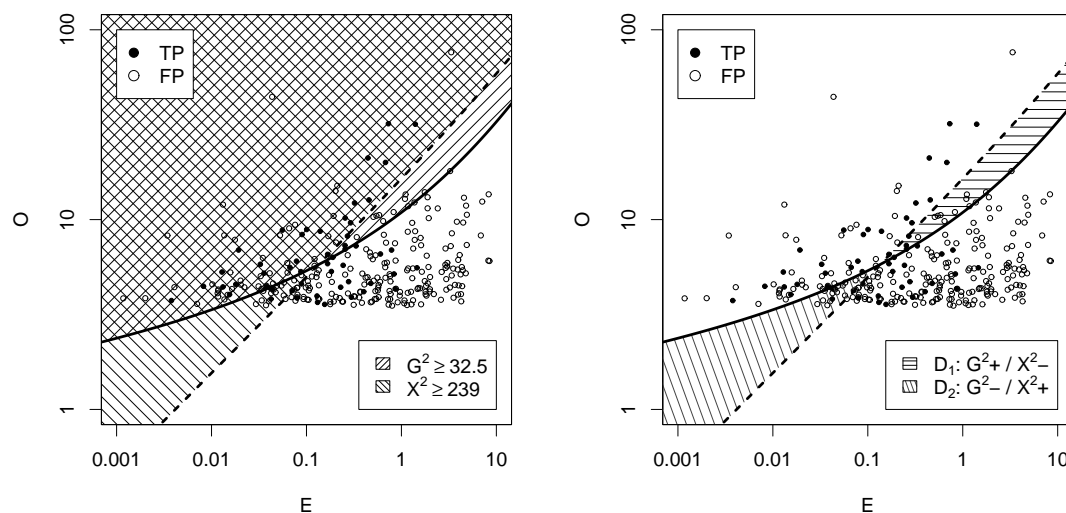 100
10
1
O
TP
FP
G² ≥ 32.5
X² ≥ 239
0.001 0.01 0.1 1 10
E
100
10
1
O
TP
FP
D₁: G²+ / X²−
D₂: G²− / X²+
0.001 0.01 0.1 1 10
E